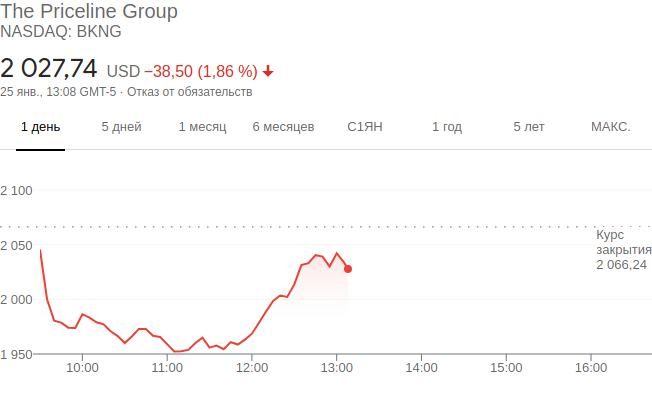 The Priceline Group
NASDAQ: BKNG
2 027,74 USD −38,50 (1,86 %)
25 янв., 13:08 GMT-5 · Отказ от обязательств
1 день 5 дней 1 месяц 6 месяцев С1ЯН 1 год 5 лет МАКС.
2 100
Курс
закрытия
2 066,24
2 050
2 000
1 950
10:00 11:00 12:00 13:00 14:00 15:00 16:00